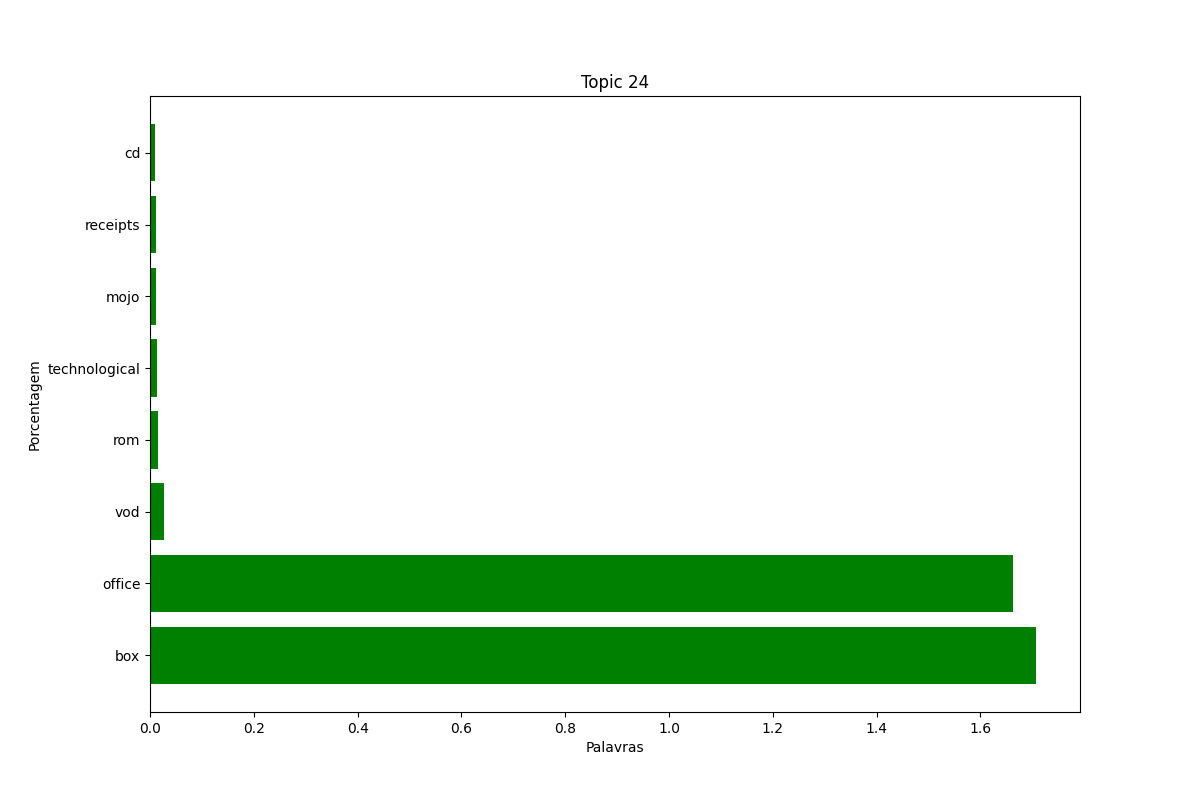 Topic 24
Porcentagem
cd
receipts
mojo
technological
rom
vod
office
box
0.0 0.2 0.4 0.6 0.8 1.0 1.2 1.4 1.6
Palavras